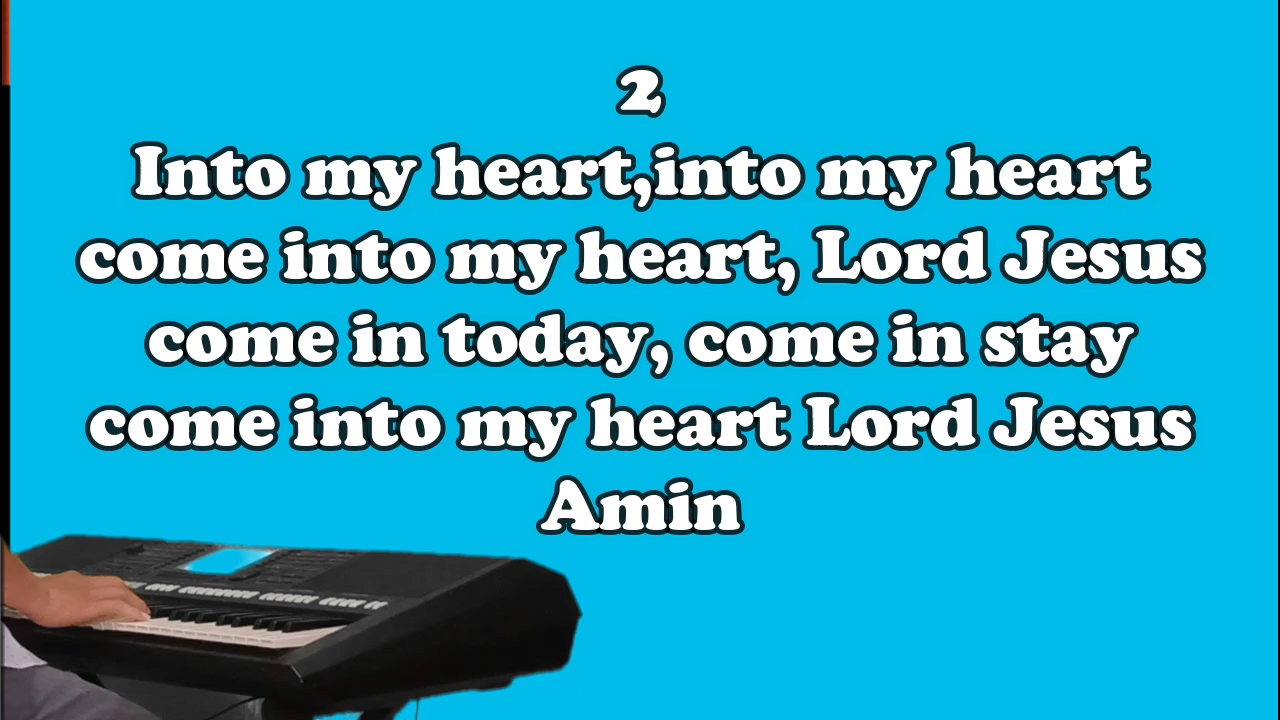 2
Into my heart,into my heart
come into my heart, Lord Jesus
come in today, come in stay
come into my heart Lord Jesus
Amin